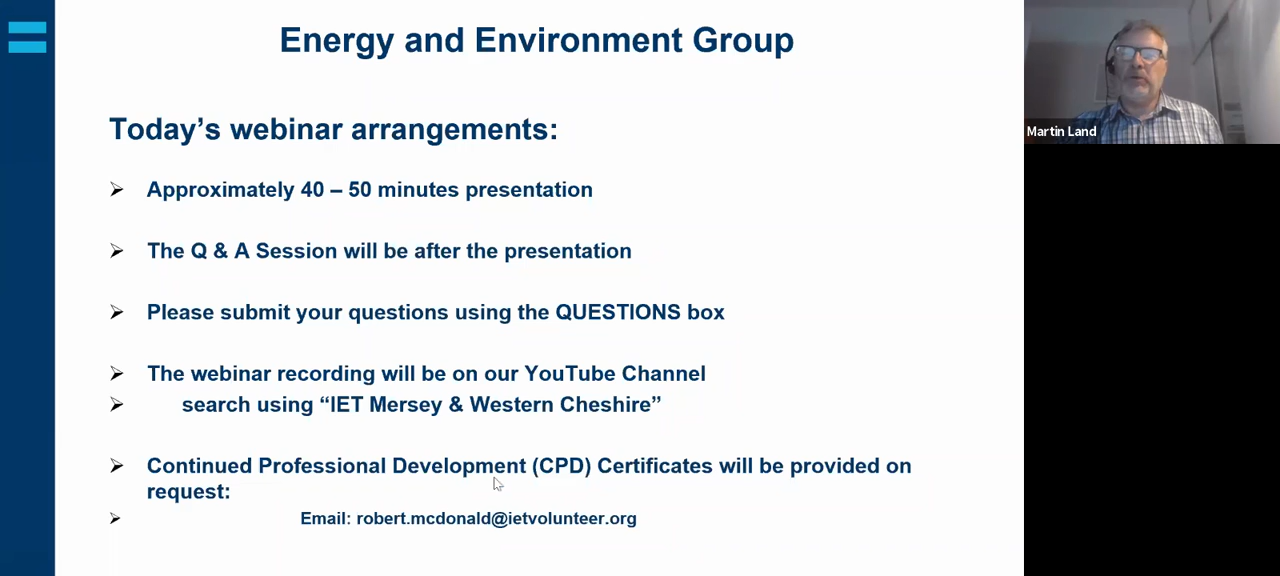 Energy and Environment Group
Today’s webinar arrangements:
➢ Approximately 40 – 50 minutes presentation
➢ The Q & A Session will be after the presentation
➢ Please submit your questions using the QUESTIONS box
➢ The webinar recording will be on our YouTube Channel
➢ search using “IET Mersey & Western Cheshire”
➢ Continued Professional Development (CPD) Certificates will be provided on
request:
➢ Email: robert.mcdonald@ietvolunteer.org
Martin Land